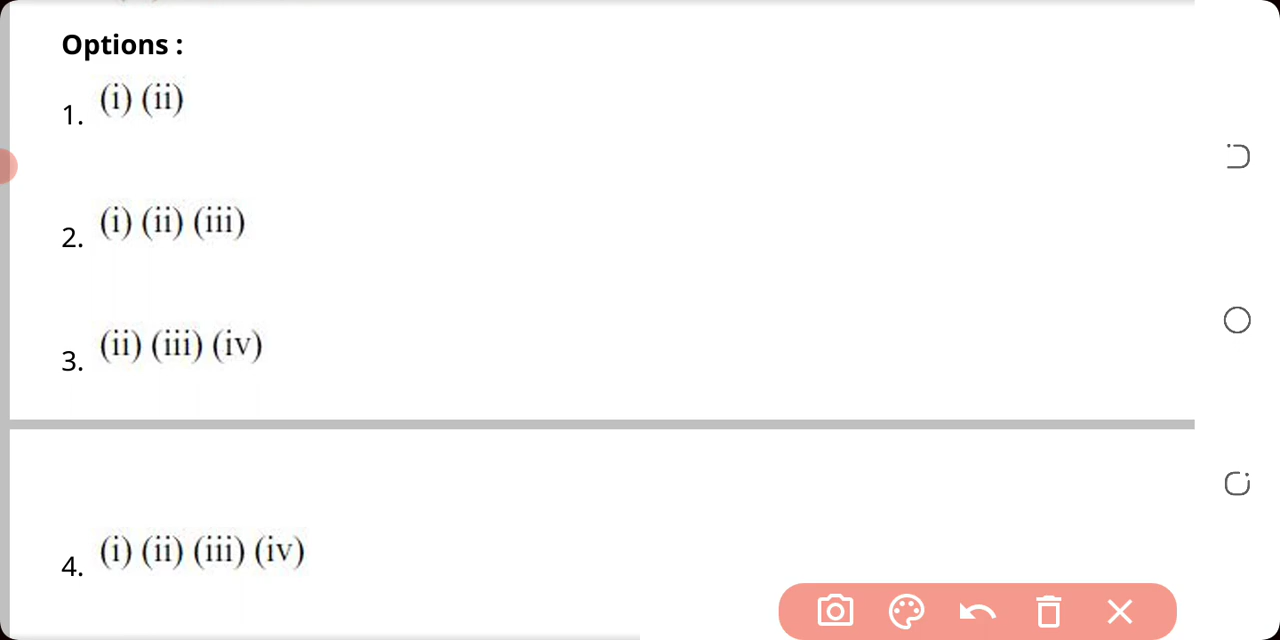 Options :
1. (i) (ii)
2. (i) (ii) (iii)
3. (ii) (iii) (iv)
4. (i) (ii) (iii) (iv)